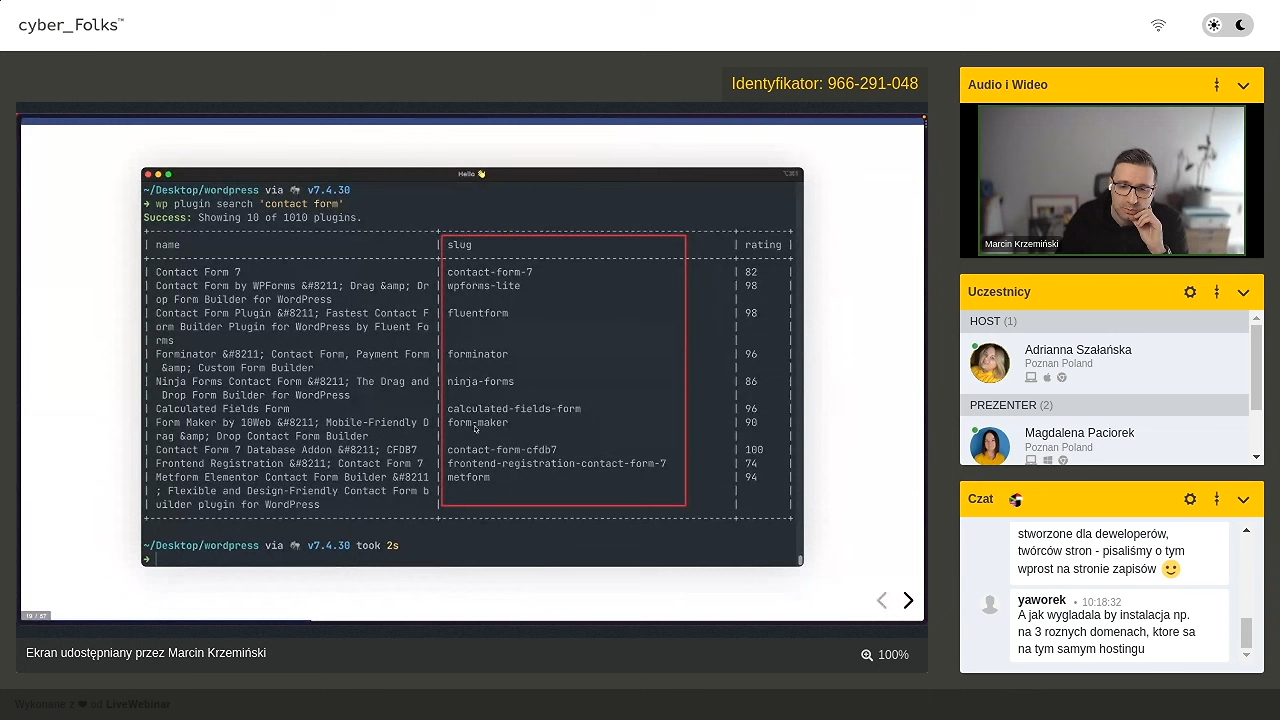 cyber_Folks™
Identyfikator: 966-291-048
Hello 👋
~/Desktop/wordpress via 🐘 v7.4.30
➜ wp plugin search 'contact form'
Success: Showing 10 of 1010 plugins.
| name | slug | rating |
| Contact Form 7 | contact-form-7 | 82 |
| Contact Form by WPForms &#8211; Drag &amp; Dr | wpforms-lite | 98 |
| op Form Builder for WordPress | | |
| Contact Form Plugin &#8211; Fastest Contact F | fluentform | 98 |
| orm Builder Plugin for WordPress by Fluent Fo | | |
| rms | | |
| Forminator &#8211; Contact Form, Payment Form | forminator | 96 |
| &amp; Custom Form Builder | | |
| Ninja Forms Contact Form &#8211; The Drag and | ninja-forms | 86 |
| Drop Form Builder for WordPress | | |
| Calculated Fields Form | calculated-fields-form | 96 |
| Form Maker by 10Web &#8211; Mobile-Friendly D | form-maker | 90 |
| rag &amp; Drop Contact Form Builder | | |
| Contact Form 7 Database Addon &#8211; CFDB7 | contact-form-cfdb7 | 100 |
| Frontend Registration &#8211; Contact Form 7 | frontend-registration-contact-form-7 | 74 |
| Metform Elementor Contact Form Builder &#8211 | metform | 94 |
| ; Flexible and Design-Friendly Contact Form b | | |
| uilder plugin for WordPress | | |
~/Desktop/wordpress via 🐘 v7.4.30 took 2s
➜
19 / 67
Ekran udostępniany przez Marcin Krzemiński
100%
Audio i Wideo
Marcin Krzemiński
Uczestnicy
HOST (1)
Adrianna Szałańska
Poznan Poland
PREZENTER (2)
Magdalena Paciorek
Poznan Poland
Czat
stworzone dla deweloperów,
twórców stron - pisaliśmy o tym
wprost na stronie zapisów 🙂
yaworek • 10:18:32
A jak wygladala by instalacja np.
na 3 roznych domenach, ktore sa
na tym samym hostingu
Wykonane z ❤ od LiveWebinar